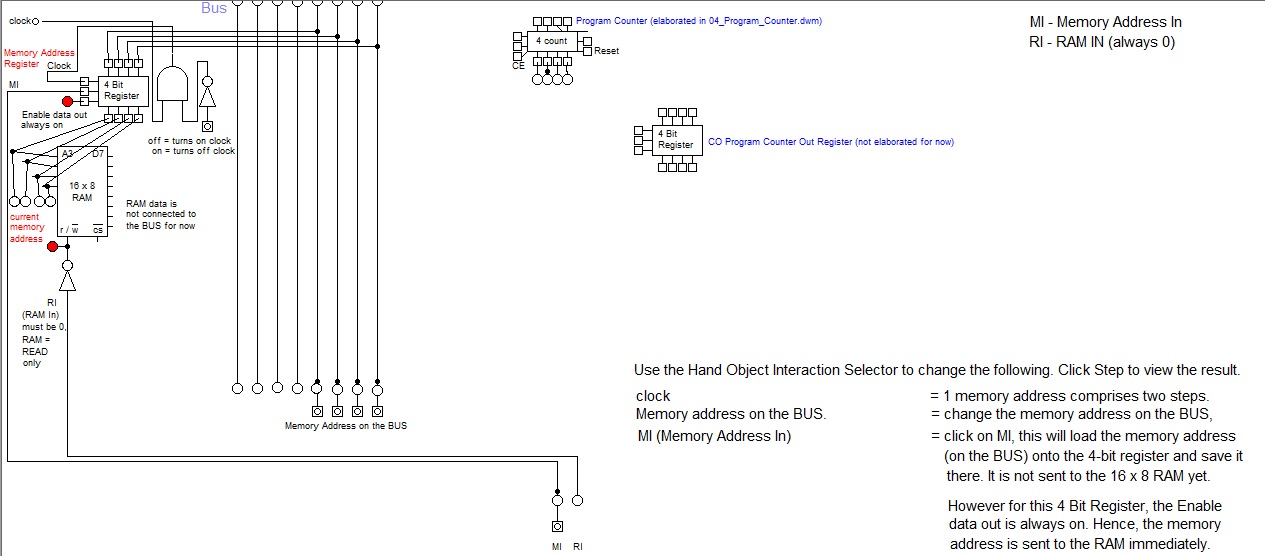 Bus
clock
Program Counter (elaborated in 04_Program_Counter.dwm)
MI - Memory Address In
RI - RAM IN (always 0)
4 count
Reset
CE
Memory Address
Register
Clock
MI
4 Bit
Register
Enable data out
always on
off = turns on clock
on = turns off clock
4 Bit
Register
CO Program Counter Out Register (not elaborated for now)
A3 D7
16 x 8
RAM
r / w cs
RAM data is
not connected to
the BUS for now
current
memory
address
RI
(RAM In)
must be 0,
RAM =
READ
only
Memory Address on the BUS
Use the Hand Object Interaction Selector to change the following. Click Step to view the result.
clock = 1 memory address comprises two steps.
Memory address on the BUS. = change the memory address on the BUS,
MI (Memory Address In) = click on MI, this will load the memory address
(on the BUS) onto the 4-bit register and save it
there. It is not sent to the 16 x 8 RAM yet.
However for this 4 Bit Register, the Enable
data out is always on. Hence, the memory
address is sent to the RAM immediately.
MI RI